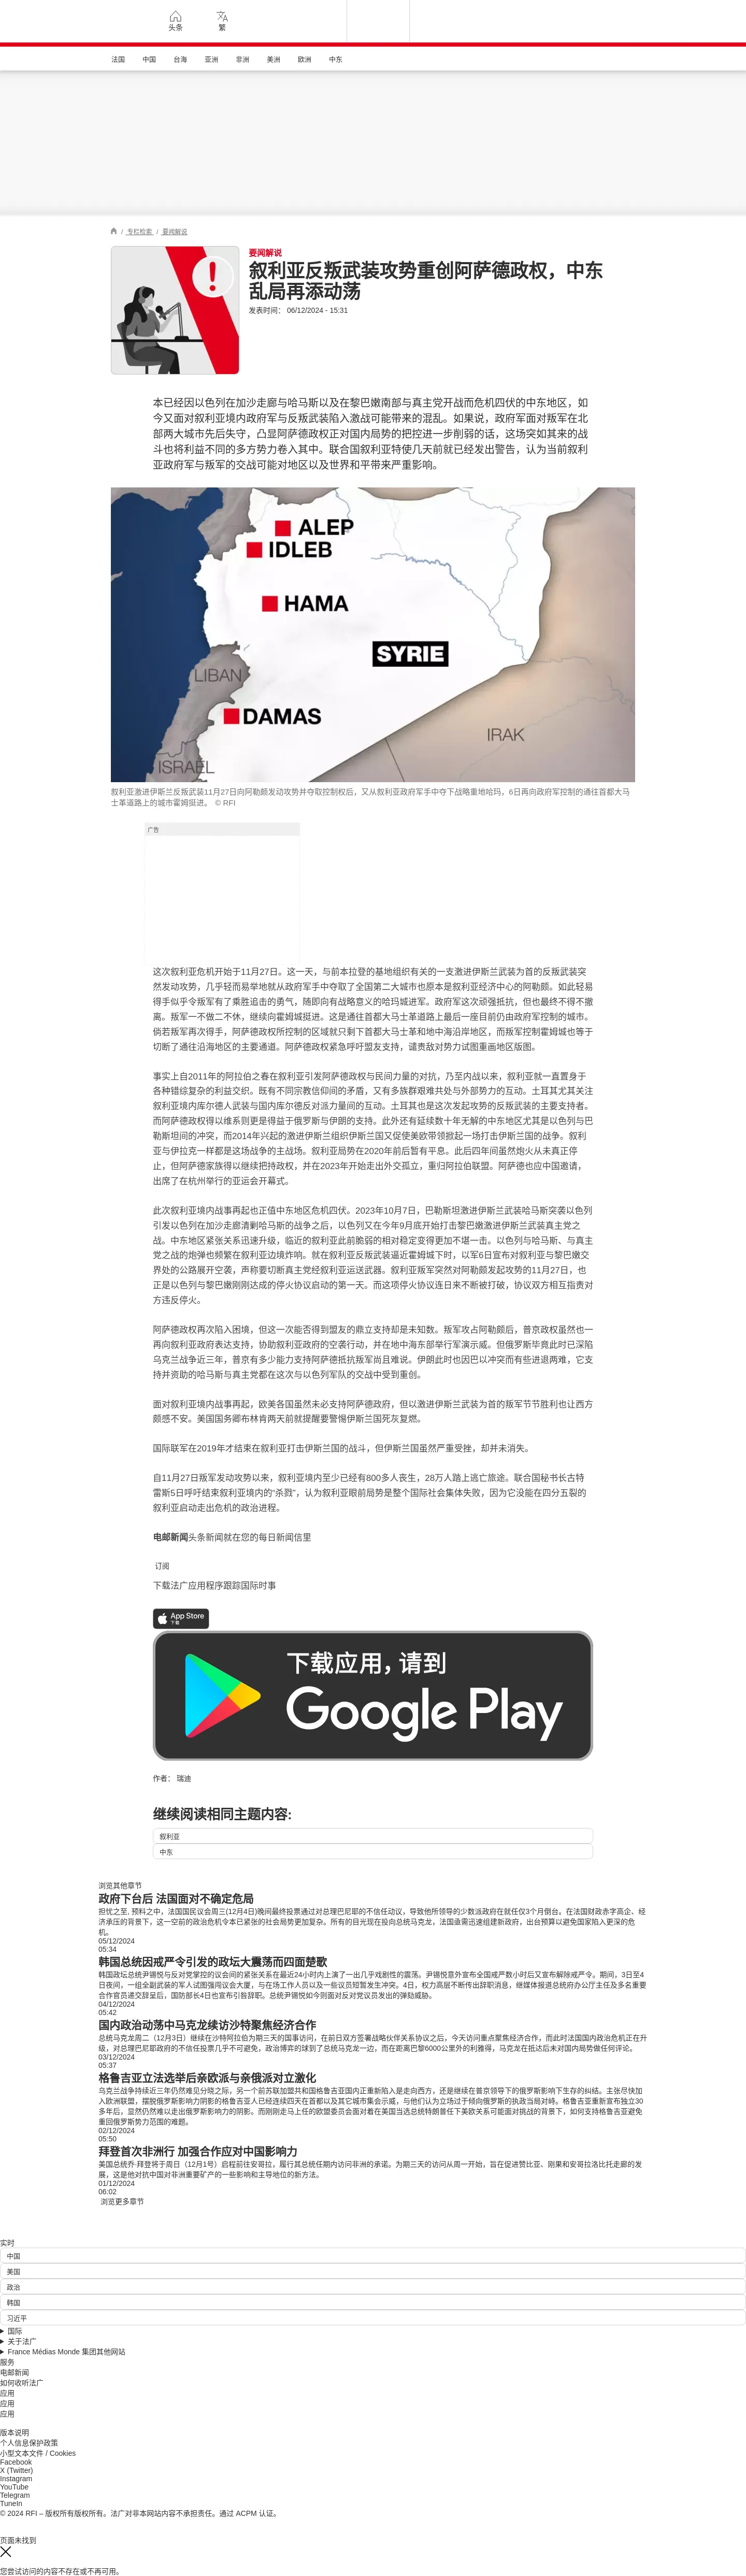 头条
繁
法国
中国
台海
亚洲
非洲
美洲
欧洲
中东
/ 专栏检索 / 要闻解说
要闻解说
叙利亚反叛武装攻势重创阿萨德政权，中东
乱局再添动荡
发表时间： 06/12/2024 - 15:31
本已经因以色列在加沙走廊与哈马斯以及在黎巴嫩南部与真主党开战而危机四伏的中东地区，如
今又面对叙利亚境内政府军与反叛武装陷入激战可能带来的混乱。如果说，政府军面对叛军在北
部两大城市先后失守，凸显阿萨德政权正对国内局势的把控进一步削弱的话，这场突如其来的战
斗也将利益不同的多方势力卷入其中。联合国叙利亚特使几天前就已经发出警告，认为当前叙利
亚政府军与叛军的交战可能对地区以及世界和平带来严重影响。
ALEP
IDLEB
HAMA
SYRIE
LIBAN
DAMAS
IRAK
ISRAËL
叙利亚激进伊斯兰反叛武装11月27日向阿勒颇发动攻势并夺取控制权后，又从叙利亚政府军手中夺下战略重地哈玛，6日再向政府军控制的通往首都大马
士革道路上的城市霍姆挺进。 © RFI
广告
这次叙利亚危机开始于11月27日。这一天，与前本拉登的基地组织有关的一支激进伊斯兰武装为首的反叛武装突
然发动攻势，几乎轻而易举地就从政府军手中夺取了全国第二大城市也原本是叙利亚经济中心的阿勒颇。如此轻易
得手似乎令叛军有了乘胜追击的勇气，随即向有战略意义的哈玛城进军。政府军这次顽强抵抗，但也最终不得不撤
离。叛军一不做二不休，继续向霍姆城挺进。这是通往首都大马士革道路上最后一座目前仍由政府军控制的城市。
倘若叛军再次得手，阿萨德政权所控制的区域就只剩下首都大马士革和地中海沿岸地区，而叛军控制霍姆城也等于
切断了通往沿海地区的主要通道。阿萨德政权紧急呼吁盟友支持，谴责敌对势力试图重画地区版图。
事实上自2011年的阿拉伯之春在叙利亚引发阿萨德政权与民间力量的对抗，乃至内战以来，叙利亚就一直置身于
各种错综复杂的利益交织。既有不同宗教信仰间的矛盾，又有多族群艰难共处与外部势力的互动。土耳其尤其关注
叙利亚境内库尔德人武装与国内库尔德反对派力量间的互动。土耳其也是这次发起攻势的反叛武装的主要支持者。
而阿萨德政权得以维系则更是得益于俄罗斯与伊朗的支持。此外还有延续数十年无解的中东地区尤其是以色列与巴
勒斯坦间的冲突，而2014年兴起的激进伊斯兰组织伊斯兰国又促使美欧带领掀起一场打击伊斯兰国的战争。叙利
亚与伊拉克一样都是这场战争的主战场。叙利亚局势在2020年前后暂有平息。此后四年间虽然炮火从未真正停
止，但阿萨德家族得以继续把持政权，并在2023年开始走出外交孤立，重归阿拉伯联盟。阿萨德也应中国邀请，
出席了在杭州举行的亚运会开幕式。
此次叙利亚境内战事再起也正值中东地区危机四伏。2023年10月7日，巴勒斯坦激进伊斯兰武装哈马斯突袭以色列
引发以色列在加沙走廊清剿哈马斯的战争之后，以色列又在今年9月底开始打击黎巴嫩激进伊斯兰武装真主党之
战。中东地区紧张关系迅速升级，临近的叙利亚此前脆弱的相对稳定变得更加不堪一击。以色列与哈马斯、与真主
党之战的炮弹也频繁在叙利亚边境炸响。就在叙利亚反叛武装逼近霍姆城下时，以军6日宣布对叙利亚与黎巴嫩交
界处的公路展开空袭，声称要切断真主党经叙利亚运送武器。叙利亚叛军突然对阿勒颇发起攻势的11月27日，也
正是以色列与黎巴嫩刚刚达成的停火协议启动的第一天。而这项停火协议连日来不断被打破，协议双方相互指责对
方违反停火。
阿萨德政权再次陷入困境，但这一次能否得到盟友的鼎立支持却是未知数。叛军攻占阿勒颇后，普京政权虽然也一
再向叙利亚政府表达支持，协助叙利亚政府的空袭行动，并在地中海东部举行军演示威。但俄罗斯毕竟此时已深陷
乌克兰战争近三年，普京有多少能力支持阿萨德抵抗叛军尚且难说。伊朗此时也因巴以冲突而有些进退两难，它支
持并资助的哈马斯与真主党都在这次与以色列军队的交战中受到重创。
面对叙利亚境内战事再起，欧美各国虽然未必支持阿萨德政府，但以激进伊斯兰武装为首的叛军节节胜利也让西方
颇感不安。美国国务卿布林肯两天前就提醒要警惕伊斯兰国死灰复燃。
国际联军在2019年才结束在叙利亚打击伊斯兰国的战斗，但伊斯兰国虽然严重受挫，却并未消失。
自11月27日叛军发动攻势以来，叙利亚境内至少已经有800多人丧生，28万人踏上逃亡旅途。联合国秘书长古特
雷斯5日呼吁结束叙利亚境内的“杀戮”，认为叙利亚眼前局势是整个国际社会集体失败，因为它没能在四分五裂的
叙利亚启动走出危机的政治进程。
电邮新闻头条新闻就在您的每日新闻信里
订阅
下载法广应用程序跟踪国际时事
App Store
下载
下载应用，请到
Google Play
作者： 瑞迪
继续阅读相同主题内容:
叙利亚
中东
浏览其他章节
政府下台后 法国面对不确定危局
担忧之至, 预料之中，法国国民议会周三(12月4日)晚间最终投票通过对总理巴尼耶的不信任动议，导致他所领导的少数派政府在就任仅3个月倒台。在法国财政赤字高企、经
济承压的背景下，这一空前的政治危机令本已紧张的社会局势更加复杂。所有的目光现在投向总统马克龙，法国亟需迅速组建新政府，出台预算以避免国家陷入更深的危
机。
05/12/2024
05:34
韩国总统因戒严令引发的政坛大震荡而四面楚歌
韩国政坛总统尹锡悦与反对党掌控的议会间的紧张关系在最近24小时内上演了一出几乎戏剧性的震荡。尹锡悦意外宣布全国戒严数小时后又宣布解除戒严令。期间，3日至4
日夜间，一组全副武装的军人试图强闯议会大厦，与在场工作人员以及一些议员短暂发生冲突。4日，权力高层不断传出辞职消息，继媒体报道总统府办公厅主任及多名重要
合作官员递交辞呈后，国防部长4日也宣布引咎辞职。总统尹锡悦如今则面对反对党议员发出的弹劾威胁。
04/12/2024
05:42
国内政治动荡中马克龙续访沙特聚焦经济合作
总统马克龙周二（12月3日）继续在沙特阿拉伯为期三天的国事访问，在前日双方签署战略伙伴关系协议之后，今天访问重点聚焦经济合作，而此时法国国内政治危机正在升
级，对总理巴尼耶政府的不信任投票几乎不可避免，政治博弈的球到了总统马克龙一边，而在距离巴黎6000公里外的利雅得，马克龙在抵达后未对国内局势做任何评论。
03/12/2024
05:37
格鲁吉亚立法选举后亲欧派与亲俄派对立激化
乌克兰战争持续近三年仍然难见分晓之际，另一个前苏联加盟共和国格鲁吉亚国内正重新陷入是走向西方，还是继续在普京领导下的俄罗斯影响下生存的纠结。主张尽快加
入欧洲联盟，摆脱俄罗斯影响力阴影的格鲁吉亚人已经连续四天在首都以及其它城市集会示威，与他们认为立场过于倾向俄罗斯的执政当局对峙。格鲁吉亚重新宣布独立30
多年后，显然仍然难以走出俄罗斯影响力的阴影。而刚刚走马上任的欧盟委员会面对着在美国当选总统特朗普任下美欧关系可能面对挑战的背景下，如何支持格鲁吉亚避免
重回俄罗斯势力范围的难题。
02/12/2024
05:50
拜登首次非洲行 加强合作应对中国影响力
美国总统乔·拜登将于周日（12月1号）启程前往安哥拉，履行其总统任期内访问非洲的承诺。为期三天的访问从周一开始，旨在促进赞比亚、刚果和安哥拉洛比托走廊的发
展，这是他对抗中国对非洲重要矿产的一些影响和主导地位的新方法。
01/12/2024
06:02
浏览更多章节
实时
中国
美国
政治
韩国
习近平
国际
关于法广
France Médias Monde 集团其他网站
服务
电邮新闻
如何收听法广
应用
应用
应用
版本说明
个人信息保护政策
小型文本文件 / Cookies
Facebook
X (Twitter)
Instagram
YouTube
Telegram
TuneIn
© 2024 RFI – 版权所有版权所有。法广对非本网站内容不承担责任。通过 ACPM 认证。
页面未找到
您尝试访问的内容不存在或不再可用。